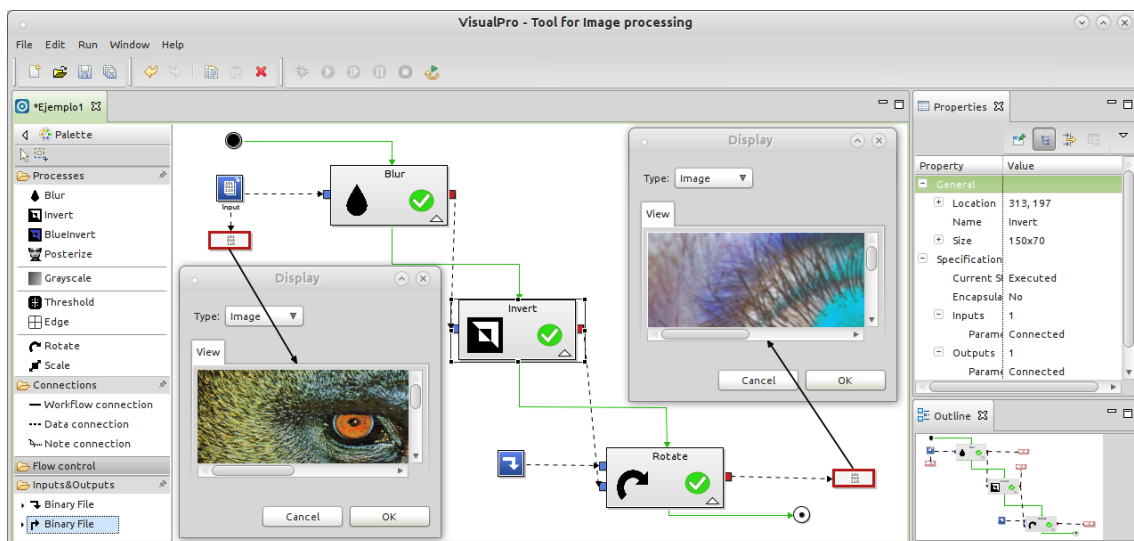 VisualPro - Tool for Image processing
File Edit Run Window Help
*Ejemplo1
Palette
Processes
Blur
Invert
BlueInvert
Posterize
Grayscale
Threshold
Edge
Rotate
Scale
Connections
Workflow connection
Data connection
Note connection
Flow control
Inputs&Outputs
Binary File
Binary File
Input
Blur
Invert
Rotate
Display
Type: Image
View
Cancel OK
Display
Type: Image
View
Cancel OK
Properties
Property Value
General
Location 313, 197
Name Invert
Size 150x70
Specification
Current St Executed
Encapsula No
Inputs 1
Parame Connected
Outputs 1
Parame Connected
Outline